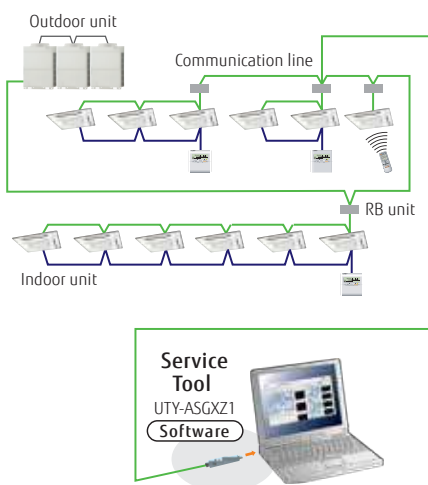 Outdoor unit
Communication line
RB unit
Indoor unit
Service
Tool
UTY-ASGXZ1
Software